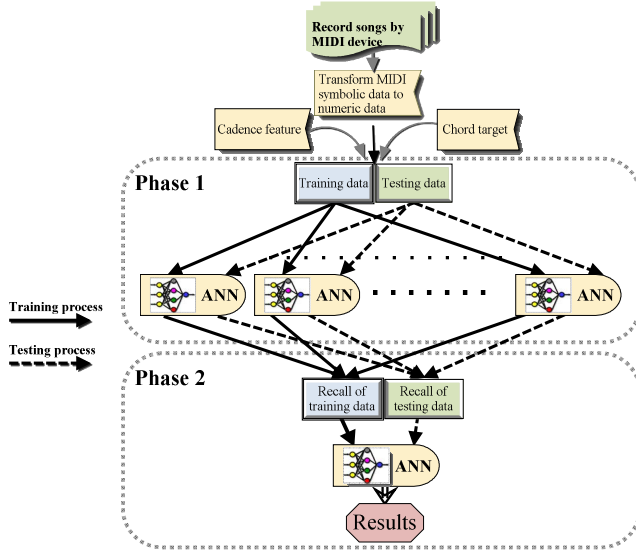 Record songs by
MIDI device
Transform MIDI
symbolic data to
numeric data
Cadence feature
Chord target
Phase 1
Training data
Testing data
ANN
ANN
ANN
Training process
Testing process
Phase 2
Recall of
training data
Recall of
testing data
ANN
Results